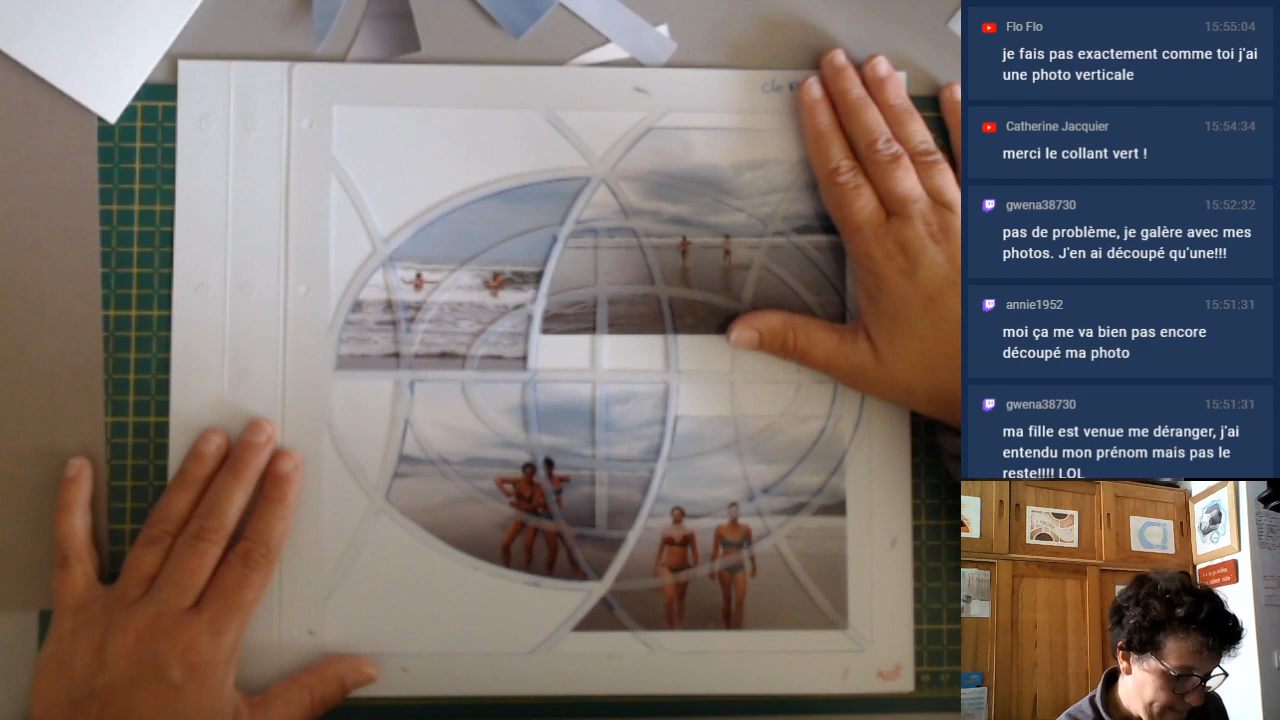 Flo Flo 15:55:04
je fais pas exactement comme toi j'ai
une photo verticale
Catherine Jacquier 15:54:34
merci le collant vert !
gwena38730 15:52:32
pas de problème, je galère avec mes
photos. J'en ai découpé qu'une!!!
annie1952 15:51:31
moi ça me va bien pas encore
découpé ma photo
gwena38730 15:51:31
ma fille est venue me déranger, j'ai
entendu mon prénom mais pas le
reste!!!! LOL